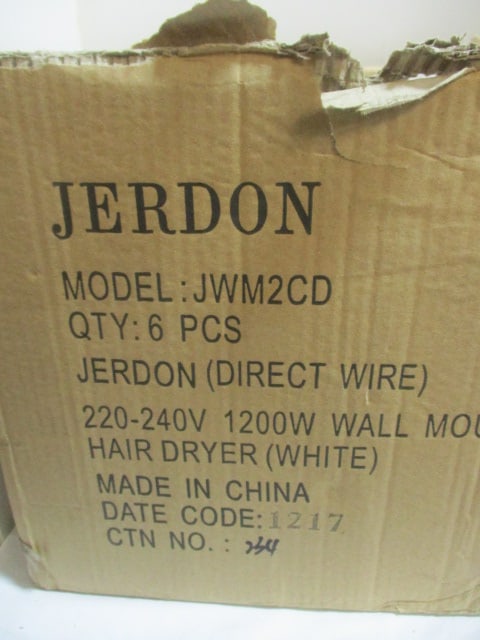 JERDON
MODEL: JWM2CD
QTY: 6 PCS
JERDON (DIRECT WIRE)
220-240V 1200W WALL MOU
HAIR DRYER (WHITE)
MADE IN CHINA
DATE CODE: 1217
CTN NO. :